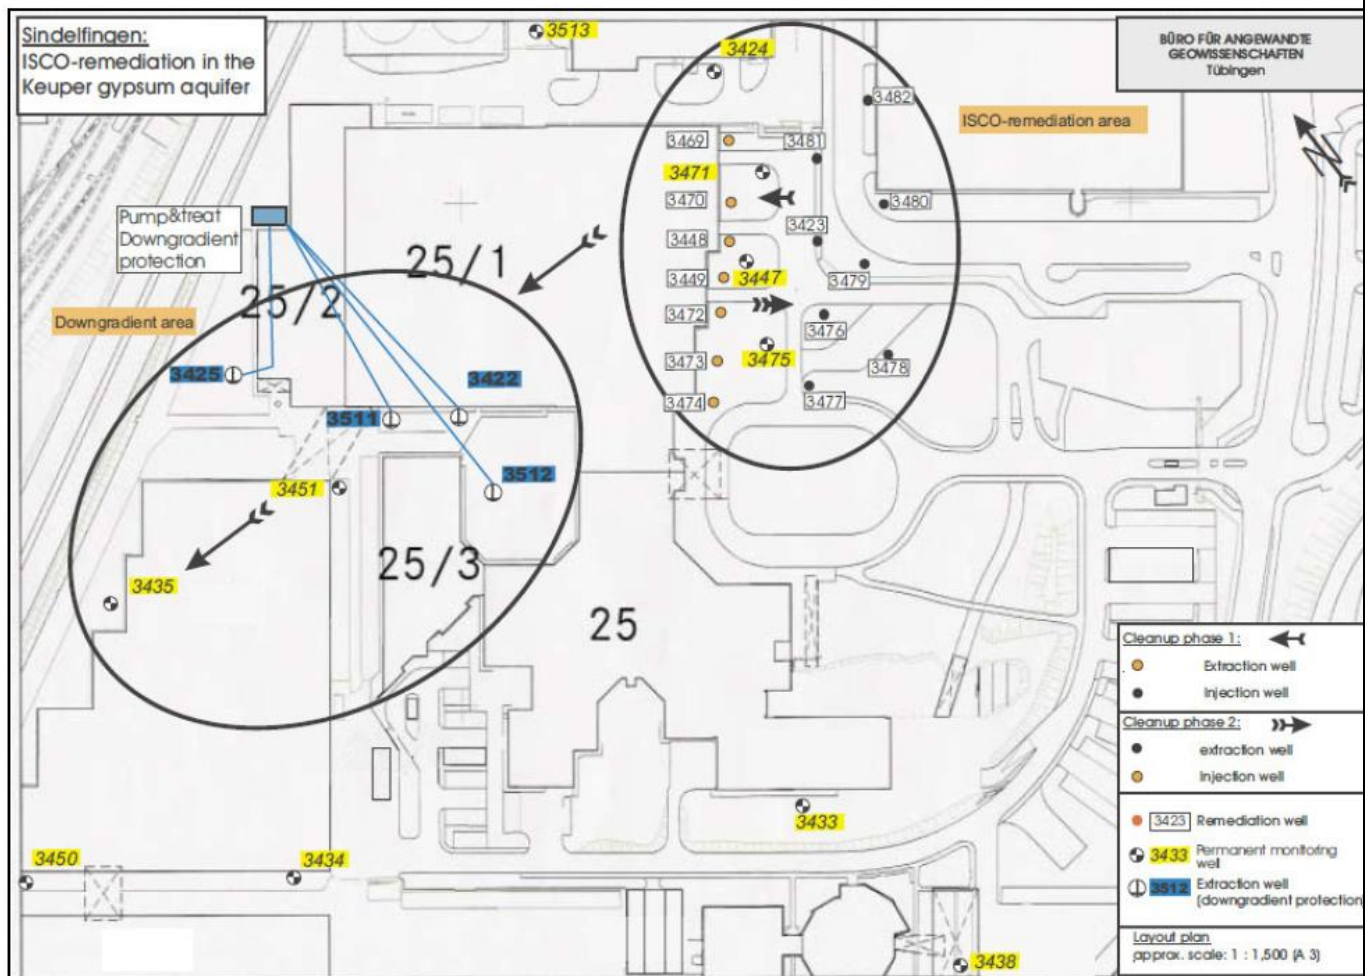 Sindelfingen:
ISCO-remediation in the
Keuper gypsum aquifer
BÜRO FÜR ANGEWANDTE
GEOWISSENSCHAFTEN
Tübingen
3513
3424
3482
ISCO-remediation area
3469
3481
3471
3470
3480
3423
3448
3447
3449
3479
3472
3476
3475
3473
3478
3474
3477
Pump&treat
Downgradient
protection
25/1
25/2
Downgradient area
3425
3422
3511
3512
3451
25/3
3435
25
3433
3450
3434
3438
Cleanup phase 1:
Extraction well
Injection well
Cleanup phase 2:
extraction well
Injection well
3423 Remediation well
3433 Permanent monitoring
well
3512 Extraction well
(downgradient protection
Layout plan
approx. scale: 1 : 1,500 (A 3)